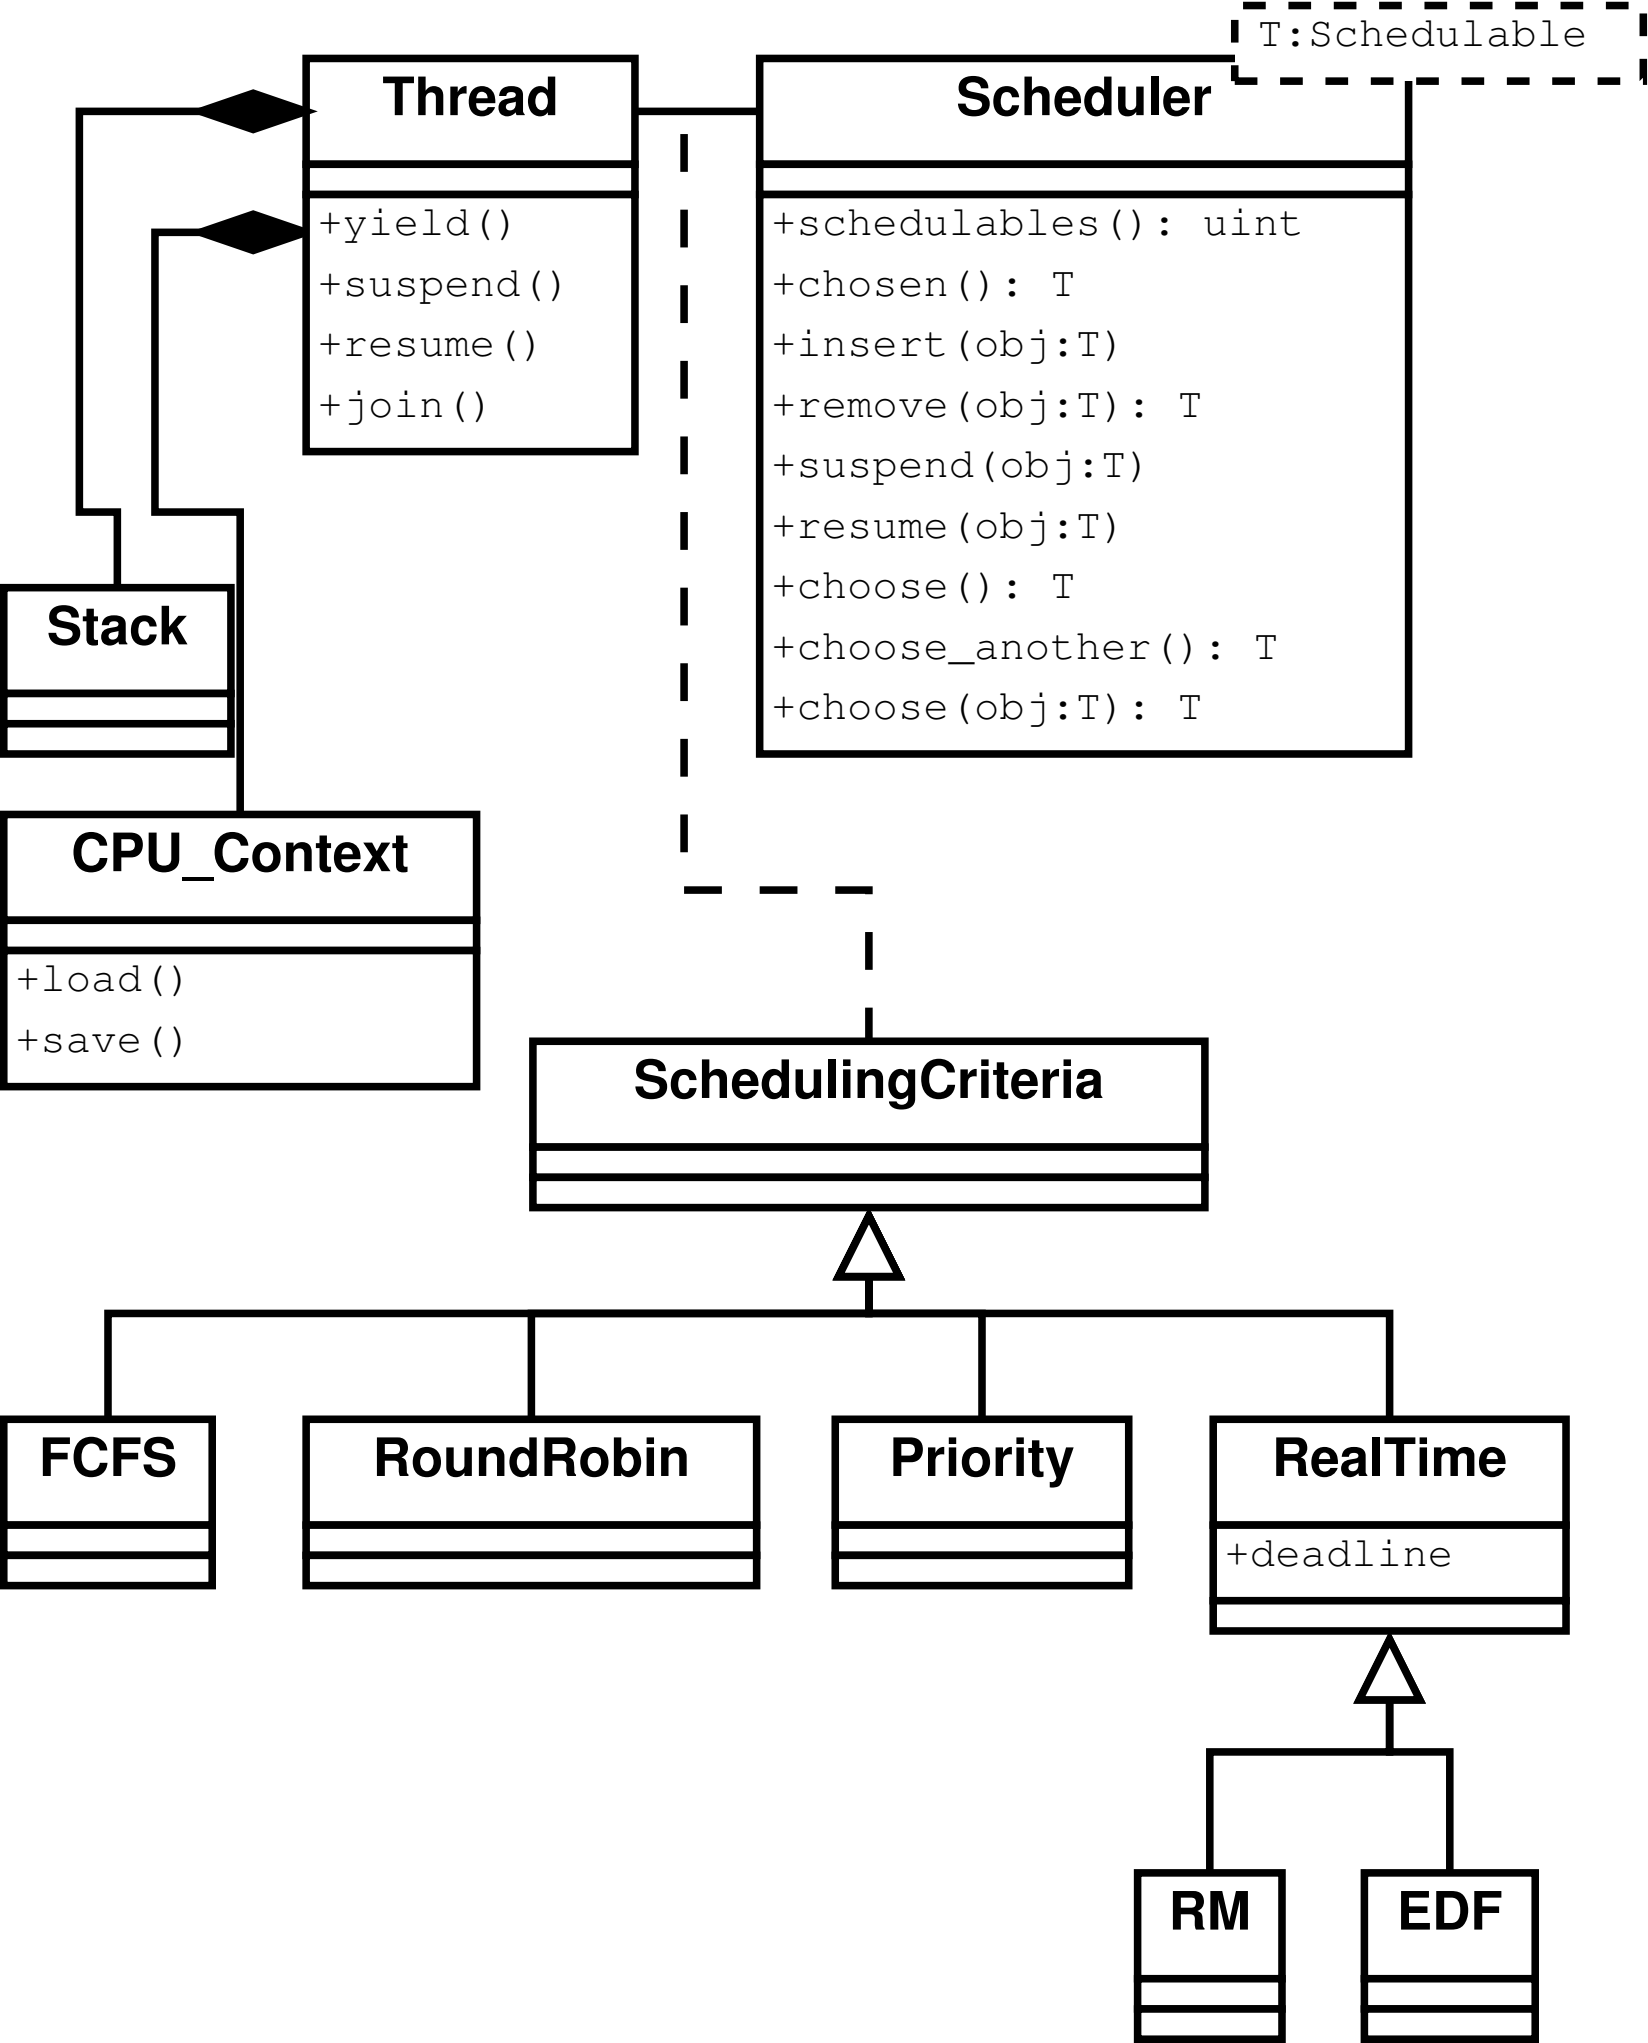 T:Schedulable
Thread
+yield()
+suspend()
+resume()
+join()
Scheduler
+schedulables(): uint
+chosen(): T
+insert(obj:T)
+remove(obj:T): T
+suspend(obj:T)
+resume(obj:T)
+choose(): T
+choose_another(): T
+choose(obj:T): T
Stack
CPU_Context
+load()
+save()
SchedulingCriteria
FCFS
RoundRobin
Priority
RealTime
+deadline
RM
EDF